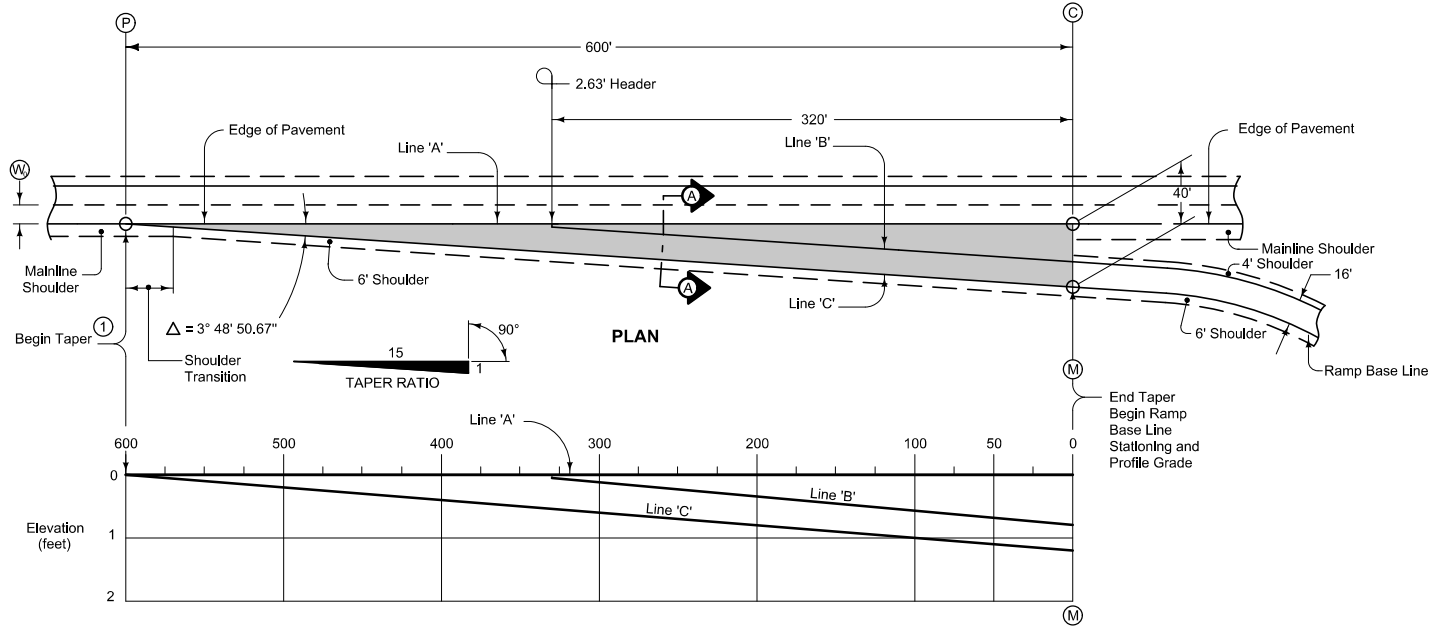 P
C
600'
2.63' Header
320'
Edge of Pavement
Line 'A'
Line 'B'
Edge of Pavement
Wₚ
A
40'
Mainline
Shoulder
6' Shoulder
Mainline Shoulder
4' Shoulder
16'
A
Line 'C'
Δ = 3° 48' 50.67"
1
Begin Taper
Shoulder
Transition
15
90°
1
TAPER RATIO
PLAN
6' Shoulder
Ramp Base Line
M
End Taper
Begin Ramp
Base Line
Stationing and
Profile Grade
Line 'A'
600 500 400 300 200 100 50 0
0
Line 'B'
Line 'C'
Elevation
(feet)
1
2
M